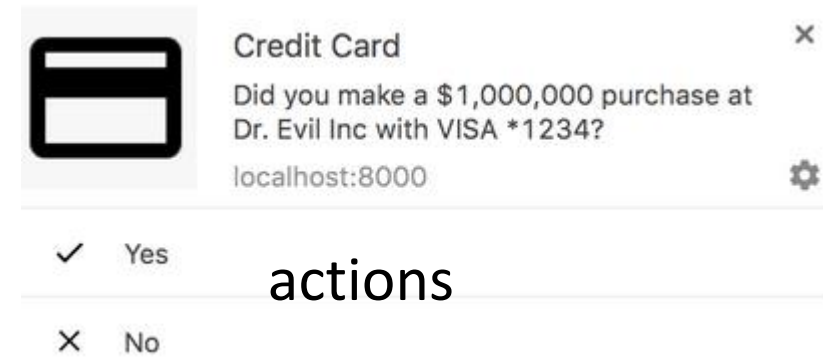 Credit Card
Did you make a $1,000,000 purchase at
Dr. Evil Inc with VISA *1234?
localhost:8000
Yes
actions
No